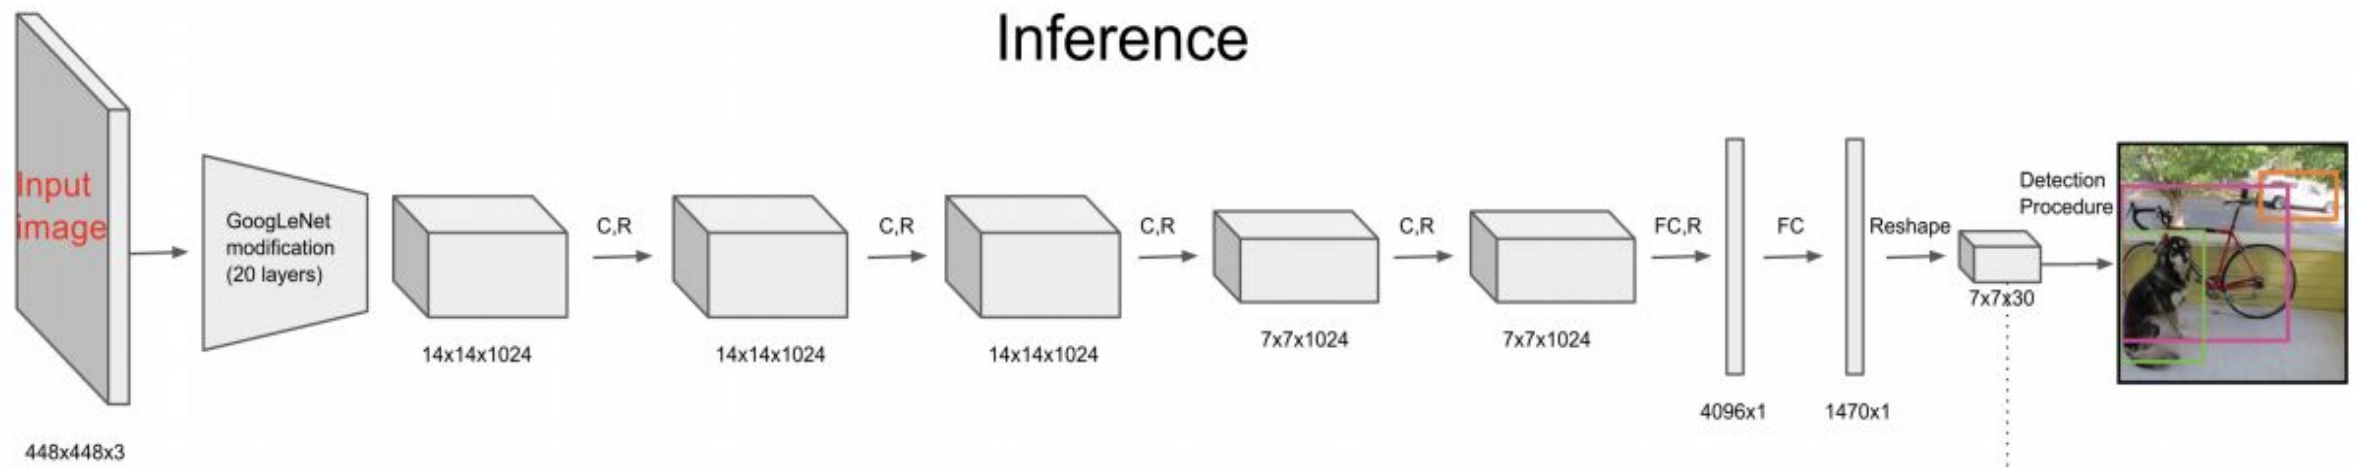 Inference
Input
image
448x448x3
GoogLeNet
modification
(20 layers)
14x14x1024
C,R
14x14x1024
C,R
14x14x1024
C,R
7x7x1024
C,R
7x7x1024
FC,R
4096x1
FC
1470x1
Reshape
7x7x30
Detection
Procedure